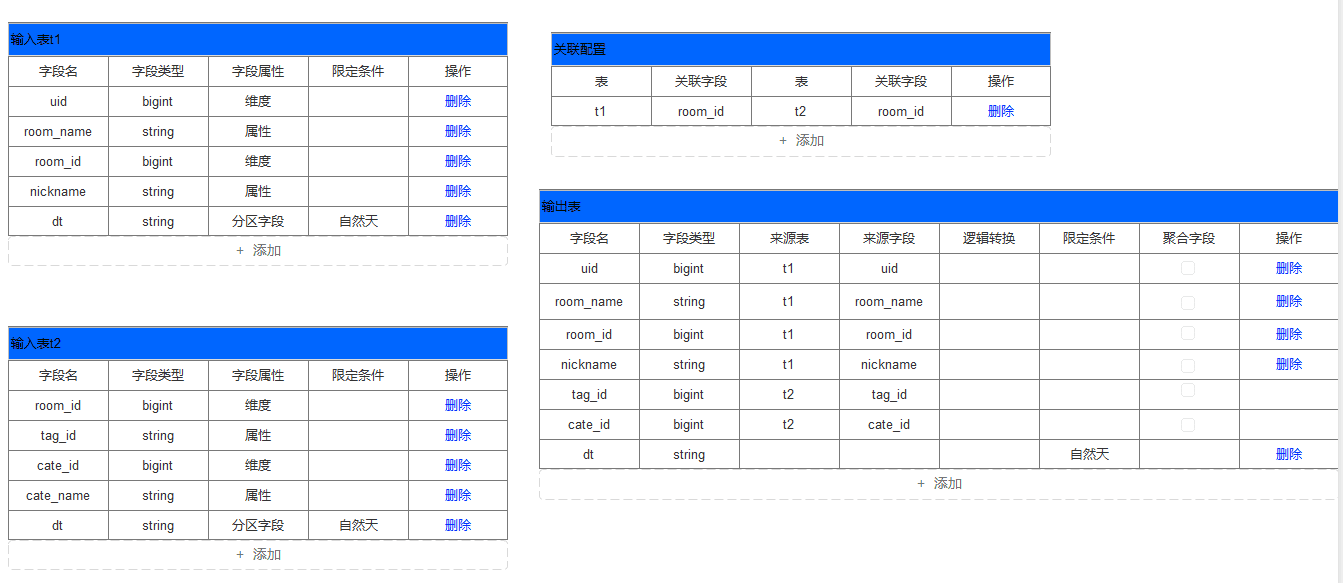 输入表t1
字段名 字段类型 字段属性 限定条件 操作
uid bigint 维度 删除
room_name string 属性 删除
room_id bigint 维度 删除
nickname string 属性 删除
dt string 分区字段 自然天 删除
+ 添加
输入表t2
字段名 字段类型 字段属性 限定条件 操作
room_id bigint 维度 删除
tag_id string 属性 删除
cate_id bigint 维度 删除
cate_name string 属性 删除
dt string 分区字段 自然天 删除
+ 添加
关联配置
表 关联字段 表 关联字段 操作
t1 room_id t2 room_id 删除
+ 添加
输出表
字段名 字段类型 来源表 来源字段 逻辑转换 限定条件 聚合字段 操作
uid bigint t1 uid 删除
room_name string t1 room_name 删除
room_id bigint t1 room_id 删除
nickname string t1 nickname 删除
tag_id bigint t2 tag_id
cate_id bigint t2 cate_id
dt string 自然天 删除
+ 添加